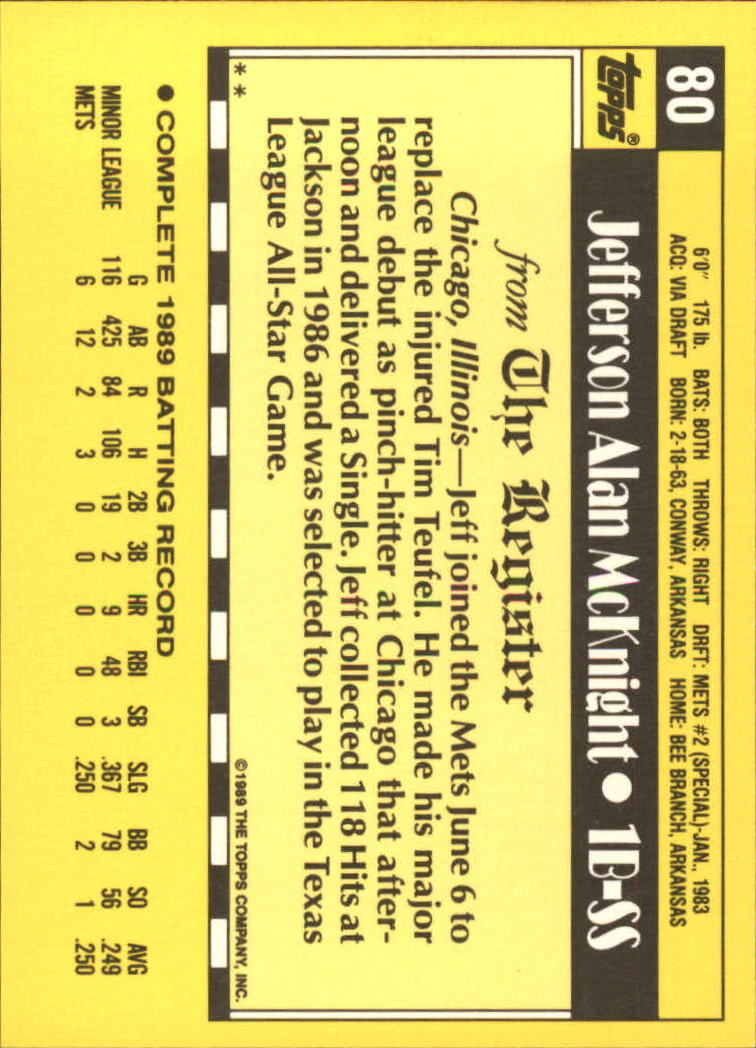 80
6'0" 175 lb. BATS: BOTH THROWS: RIGHT DRFT: METS #2 (SPECIAL)-JAN., 1983
ACQ: VIA DRAFT BORN: 2-18-63, CONWAY, ARKANSAS HOME: BEE BRANCH, ARKANSAS
topps® Jefferson Alan McKnight ● 1B-SS
from The Register
Chicago, Illinois—Jeff joined the Mets June 6 to
replace the injured Tim Teufel. He made his major
league debut as pinch-hitter at Chicago that after-
noon and delivered a Single. Jeff collected 118 Hits at
Jackson in 1986 and was selected to play in the Texas
League All-Star Game.
** ©1989 THE TOPPS COMPANY, INC.
● COMPLETE 1989 BATTING RECORD
G AB R H 2B 3B HR RBI SB SLG BB SO AVG
MINOR LEAGUE 116 425 84 106 19 2 9 48 3 .367 79 56 .249
METS 6 12 2 3 0 0 0 0 0 .250 2 1 .250